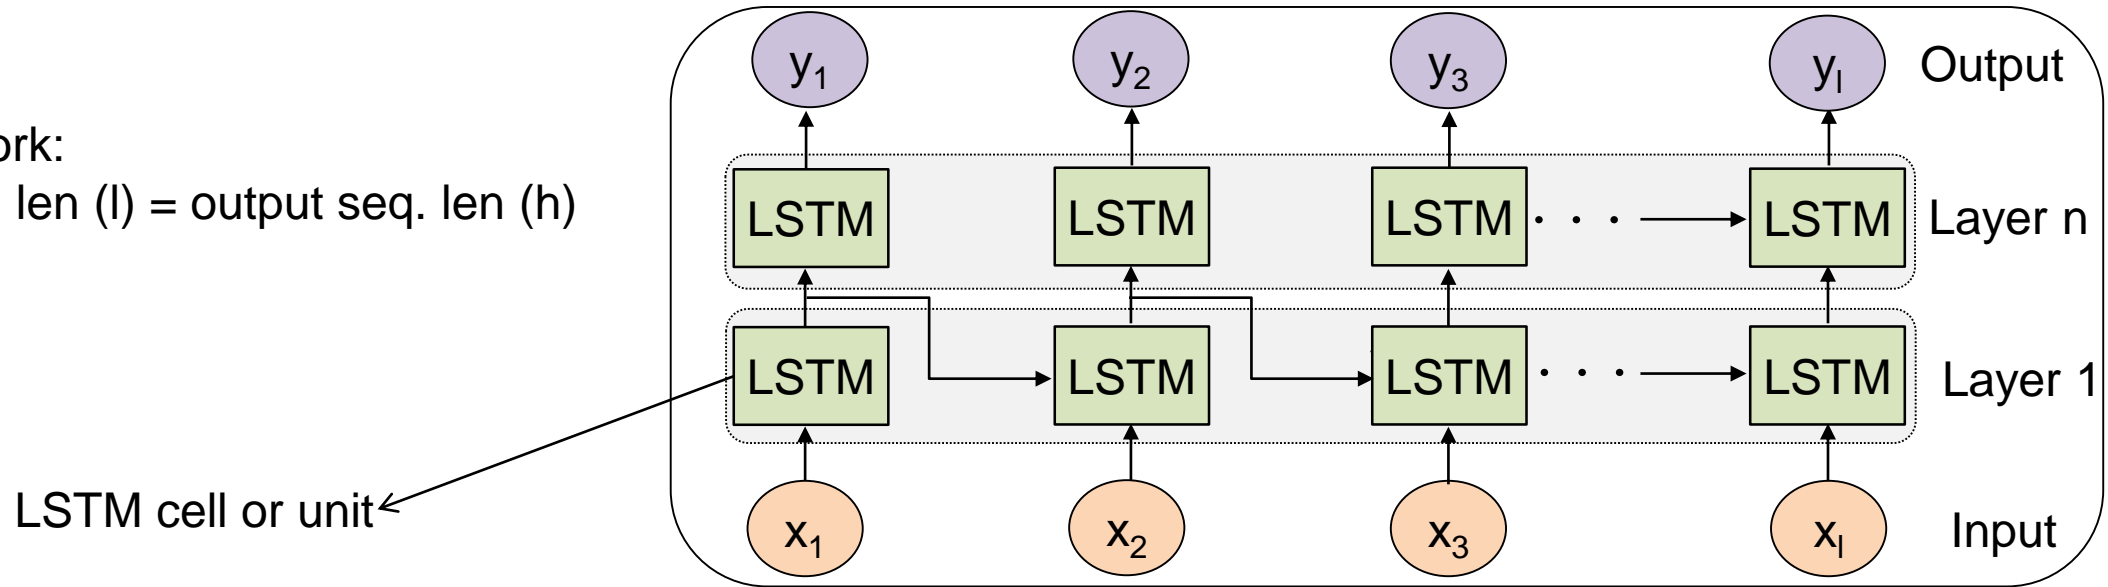 y1 y2 y3 yl Output
ork:
len (l) = output seq. len (h)
LSTM LSTM LSTM . . . LSTM Layer n
LSTM LSTM LSTM . . . LSTM Layer 1
LSTM cell or unit
x1 x2 x3 xl Input